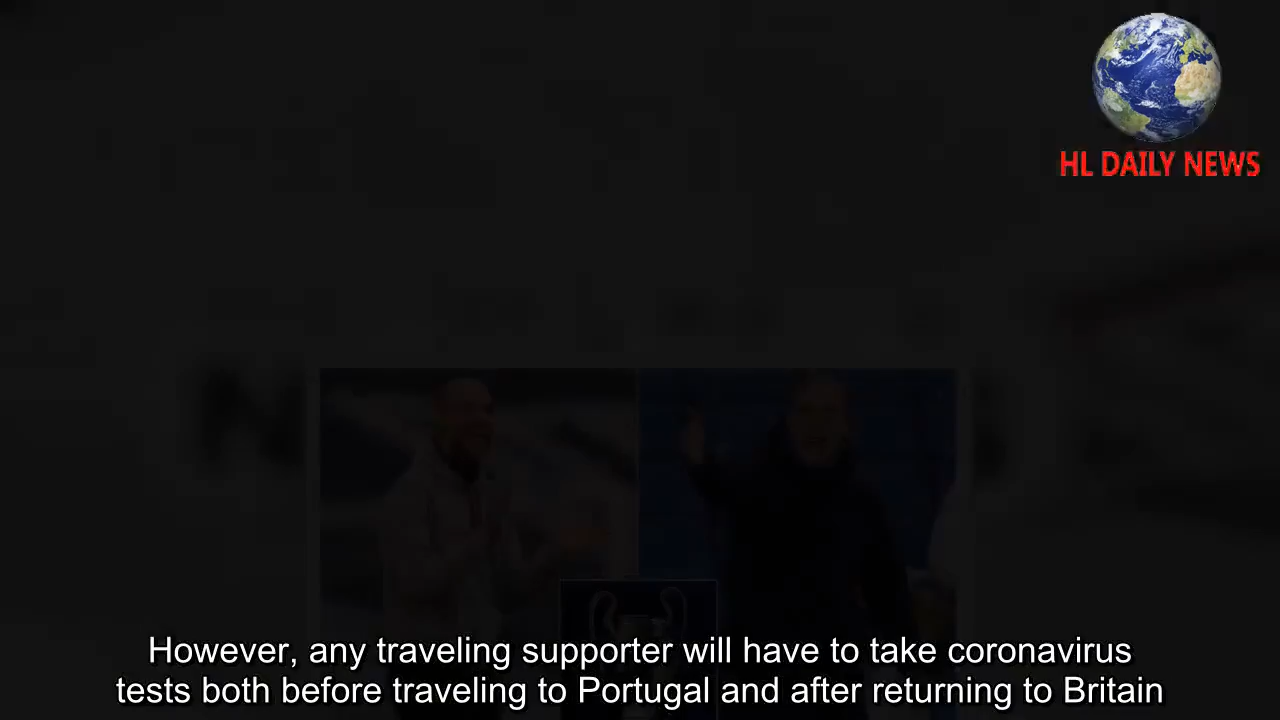 HL DAILY NEWS
However, any traveling supporter will have to take coronavirus
tests both before traveling to Portugal and after returning to Britain